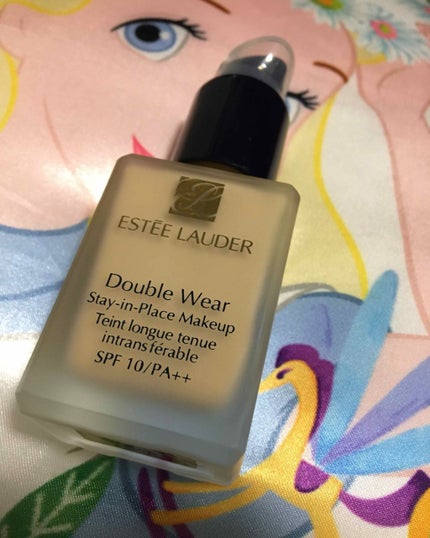 ESTĒE LAUDER
Double Wear
Stay-in-Place Makeup
Teint longue tenue
intransférable
SPF 10/PA++